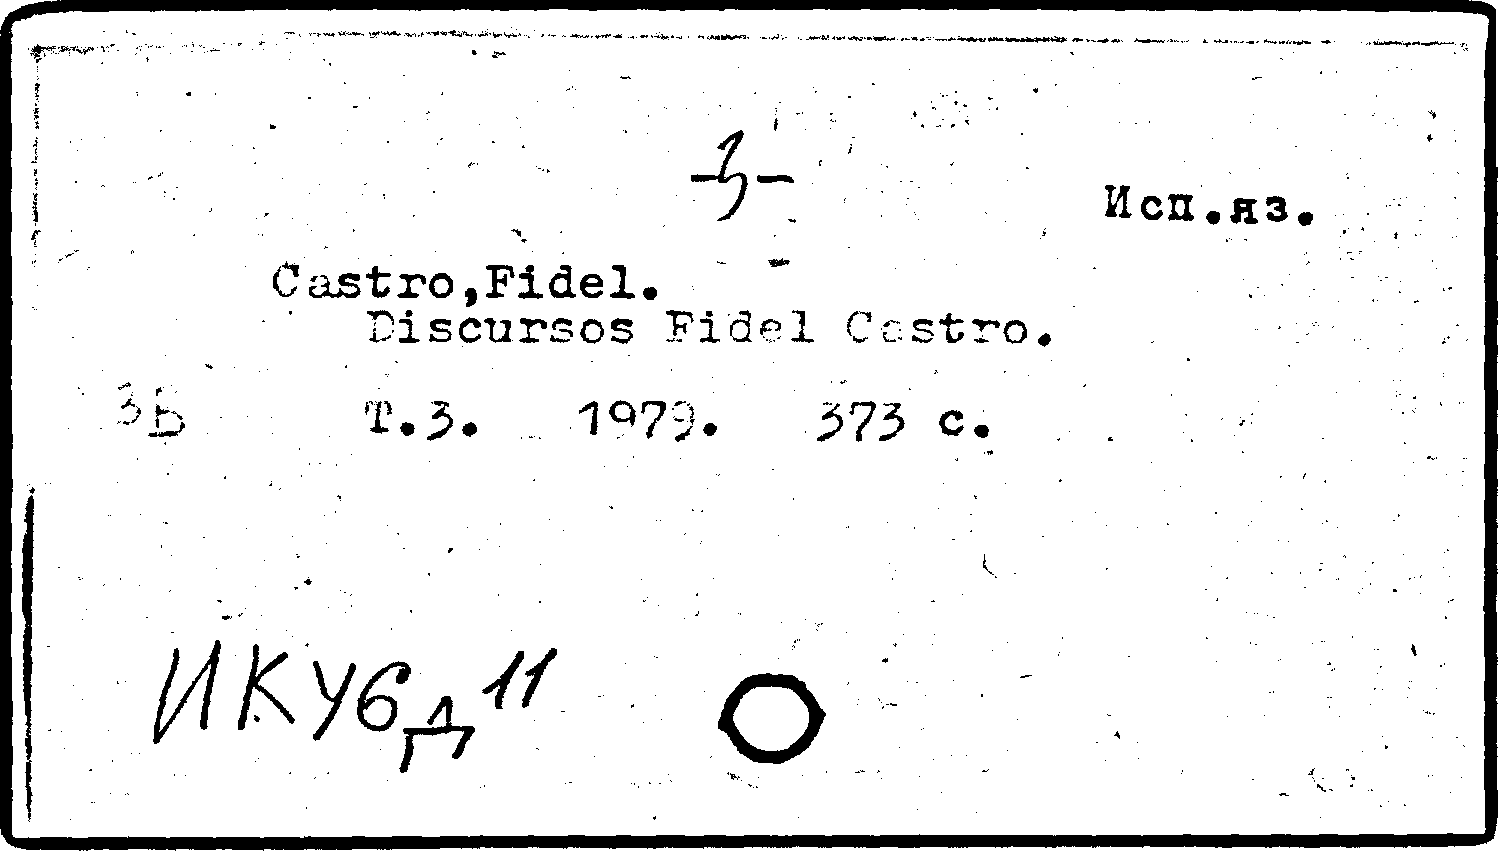 -3-
Исп.яз.
Castro,Fidel.
Discursos Fidel Castro.
3Б Т.3. 1979. 373 с.
ИКУ6Д11